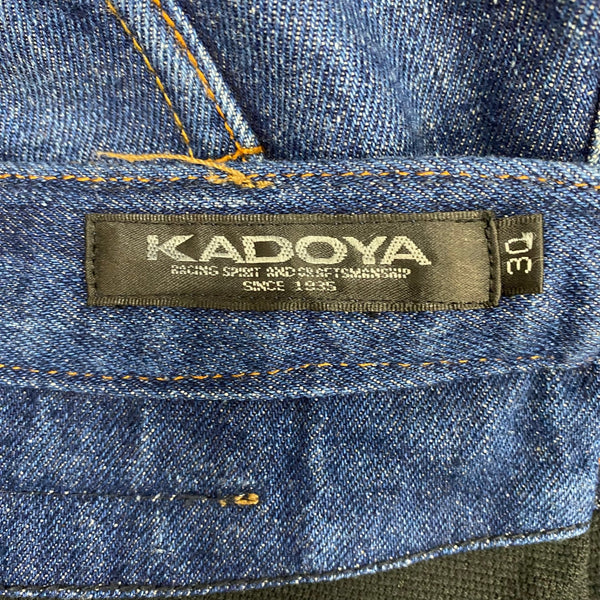 KADOYA
RACING SPIRIT AND CRAFTSMANSHIP
SINCE 1935
30